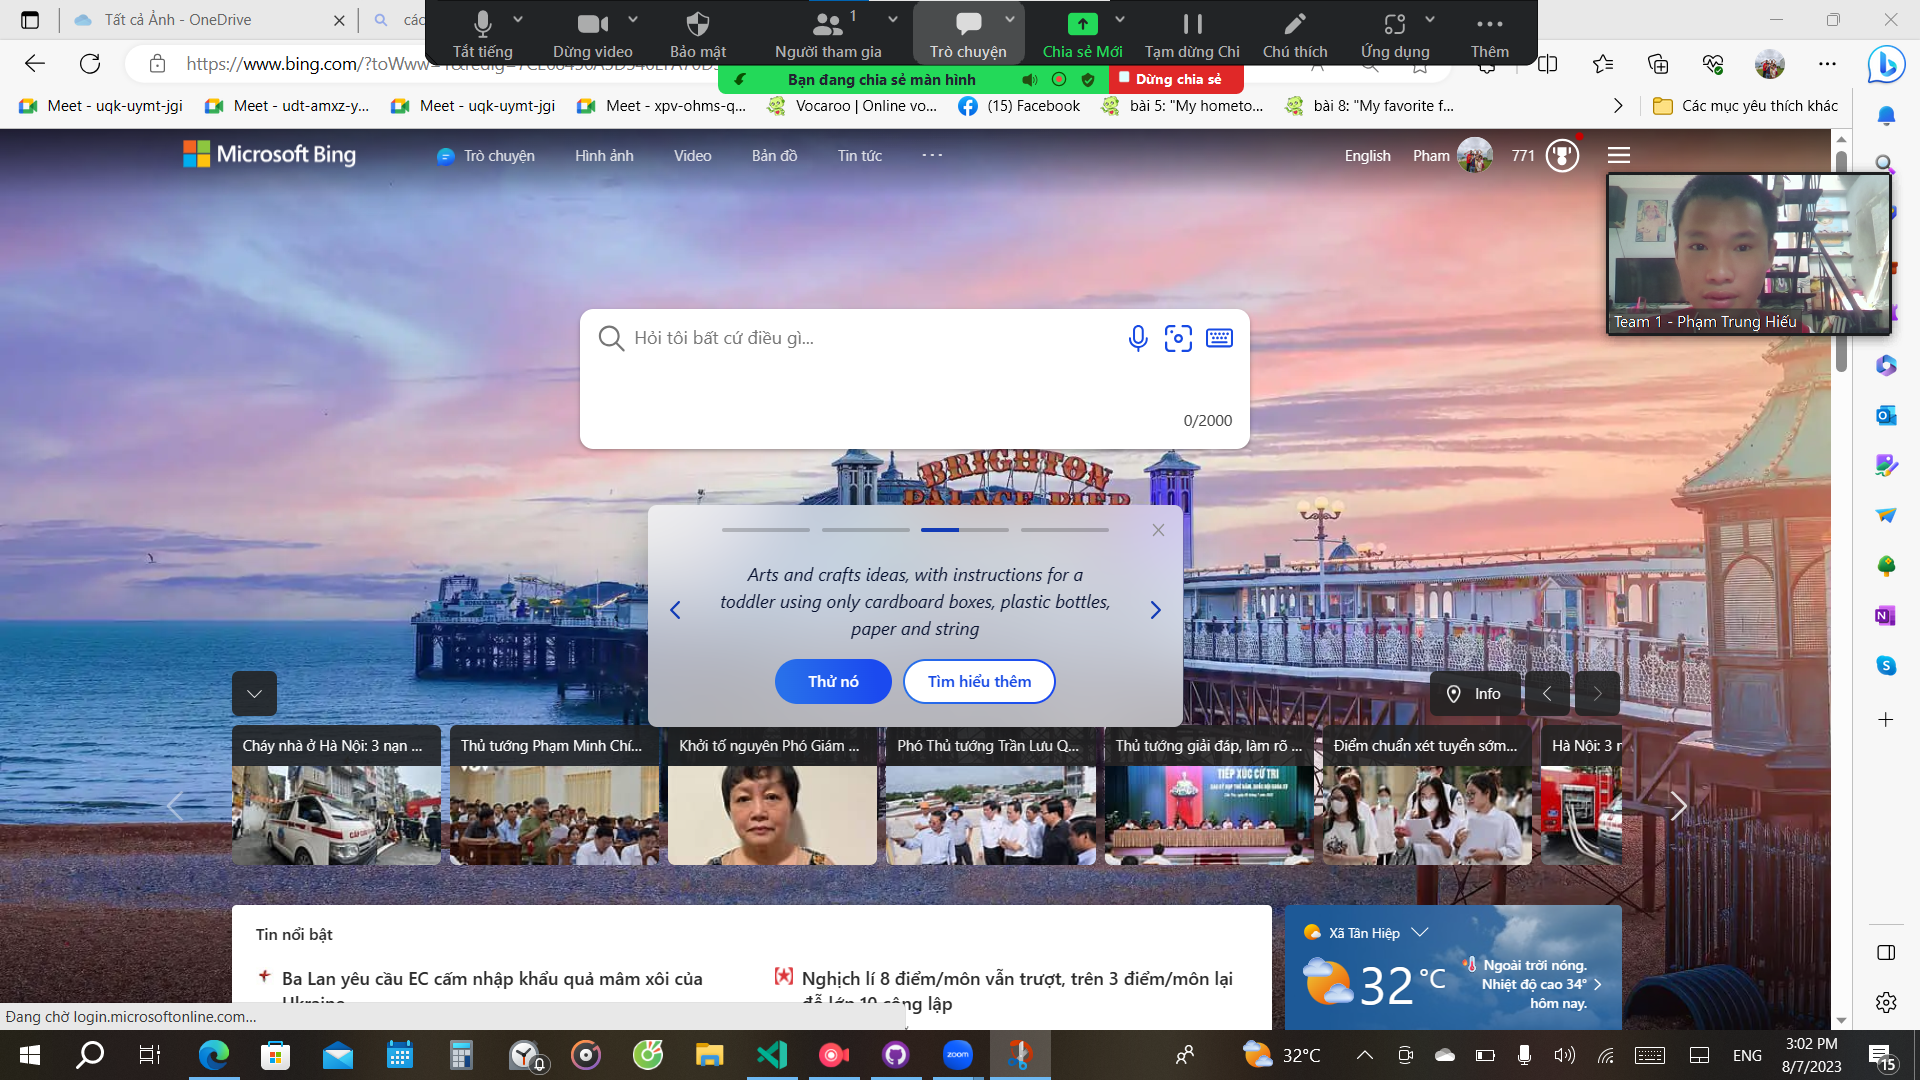 Tất cả Ảnh - OneDrive
các
Tắt tiếng
Dừng video
Bảo mật
1
Người tham gia
Trò chuyện
Chia sẻ Mới
Tạm dừng Chi
Chú thích
Ứng dụng
Thêm
https://www.bing.com/?toWww=
Bạn đang chia sẻ màn hình
Dừng chia sẻ
Meet - uqk-uymt-jgi
Meet - udt-amxz-y...
Meet - uqk-uymt-jgi
Meet - xpv-ohms-q...
Vocaroo | Online vo...
(15) Facebook
bài 5: "My hometo...
bài 8: "My favorite f...
Các mục yêu thích khác
Microsoft Bing
Trò chuyện
Hình ảnh
Video
Bản đồ
Tin tức
English
Pham
771
Team 1 - Phạm Trung Hiếu
Hỏi tôi bất cứ điều gì...
0/2000
BRIGHTON
PALACE PIER
Arts and crafts ideas, with instructions for a
toddler using only cardboard boxes, plastic bottles,
paper and string
Thử nó
Tìm hiểu thêm
Info
Cháy nhà ở Hà Nội: 3 nạn ...
Thủ tướng Phạm Minh Chí...
Khởi tố nguyên Phó Giám ...
Phó Thủ tướng Trần Lưu Q...
Thủ tướng giải đáp, làm rõ ...
Điểm chuẩn xét tuyển sớm...
Hà Nội: 3 n
TIẾP XÚC CỬ TRI
Tin nổi bật
Ba Lan yêu cầu EC cấm nhập khẩu quả mâm xôi của
Ukraine
Nghịch lí 8 điểm/môn vẫn trượt, trên 3 điểm/môn lại
đỗ lớp 10 công lập
Xã Tân Hiệp
32 °C
Ngoài trời nóng.
Nhiệt độ cao 34°
hôm nay.
Đang chờ login.microsoftonline.com...
zoom
32°C
ENG
3:02 PM
8/7/2023
15